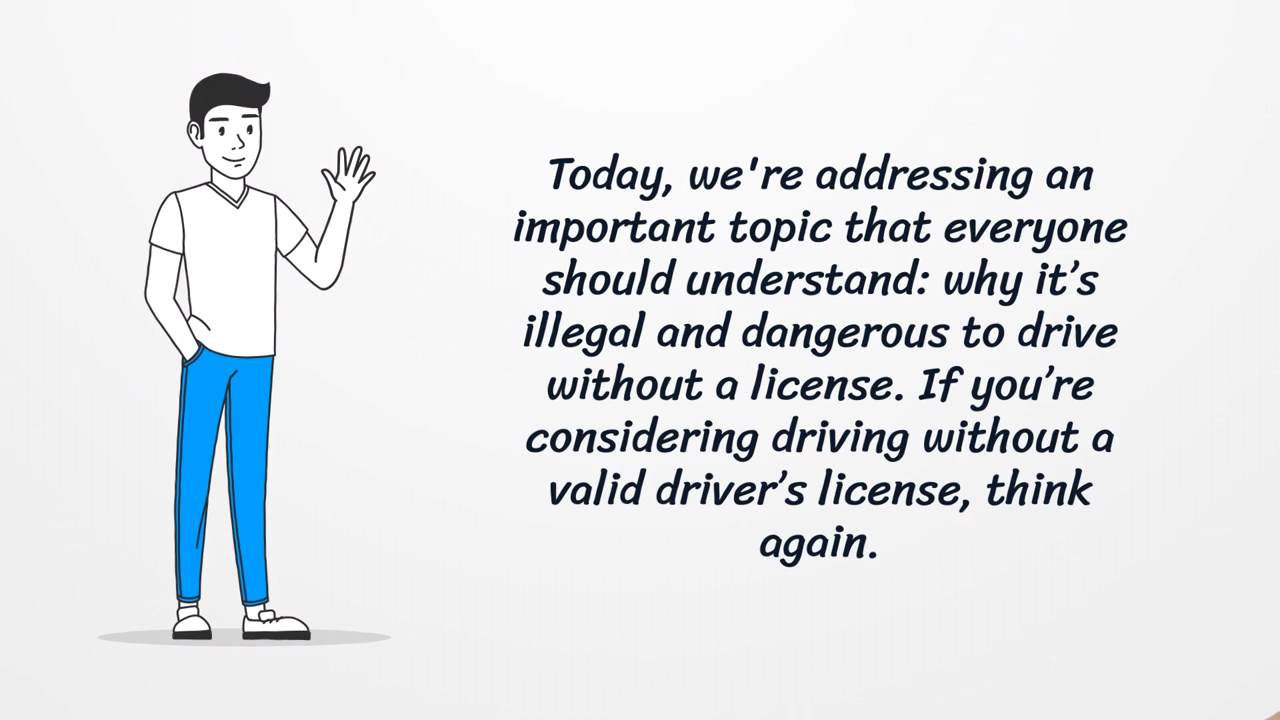 Today, we're addressing an
important topic that everyone
should understand: why it’s
illegal and dangerous to drive
without a license. If you’re
considering driving without a
valid driver’s license, think
again.